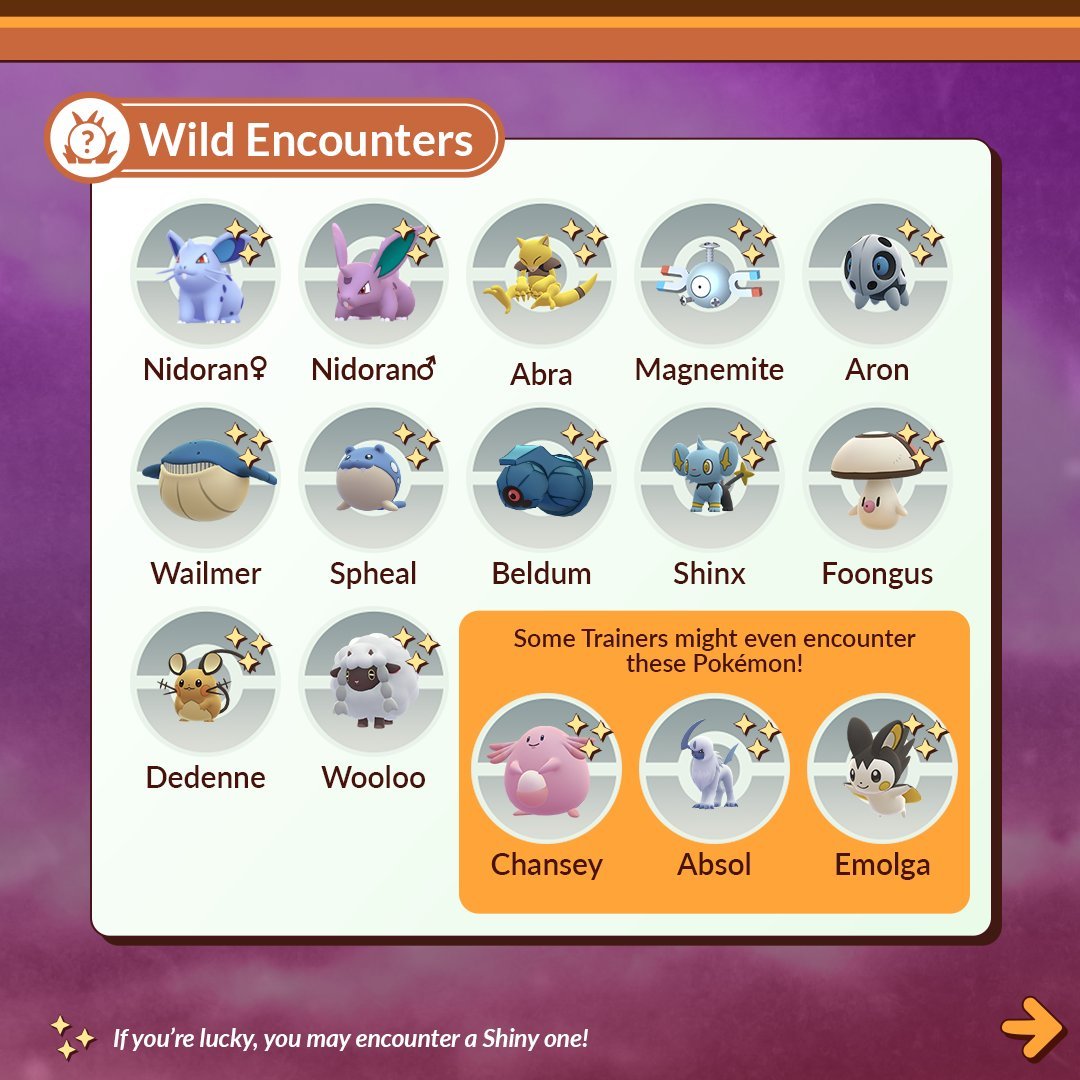 ?
Wild Encounters
Nidoran♀
Nidoran♂
Abra
Magnemite
Aron
Wailmer
Spheal
Beldum
Shinx
Foongus
Dedenne
Wooloo
Some Trainers might even encounter
these Pokémon!
Chansey
Absol
Emolga
If you're lucky, you may encounter a Shiny one!